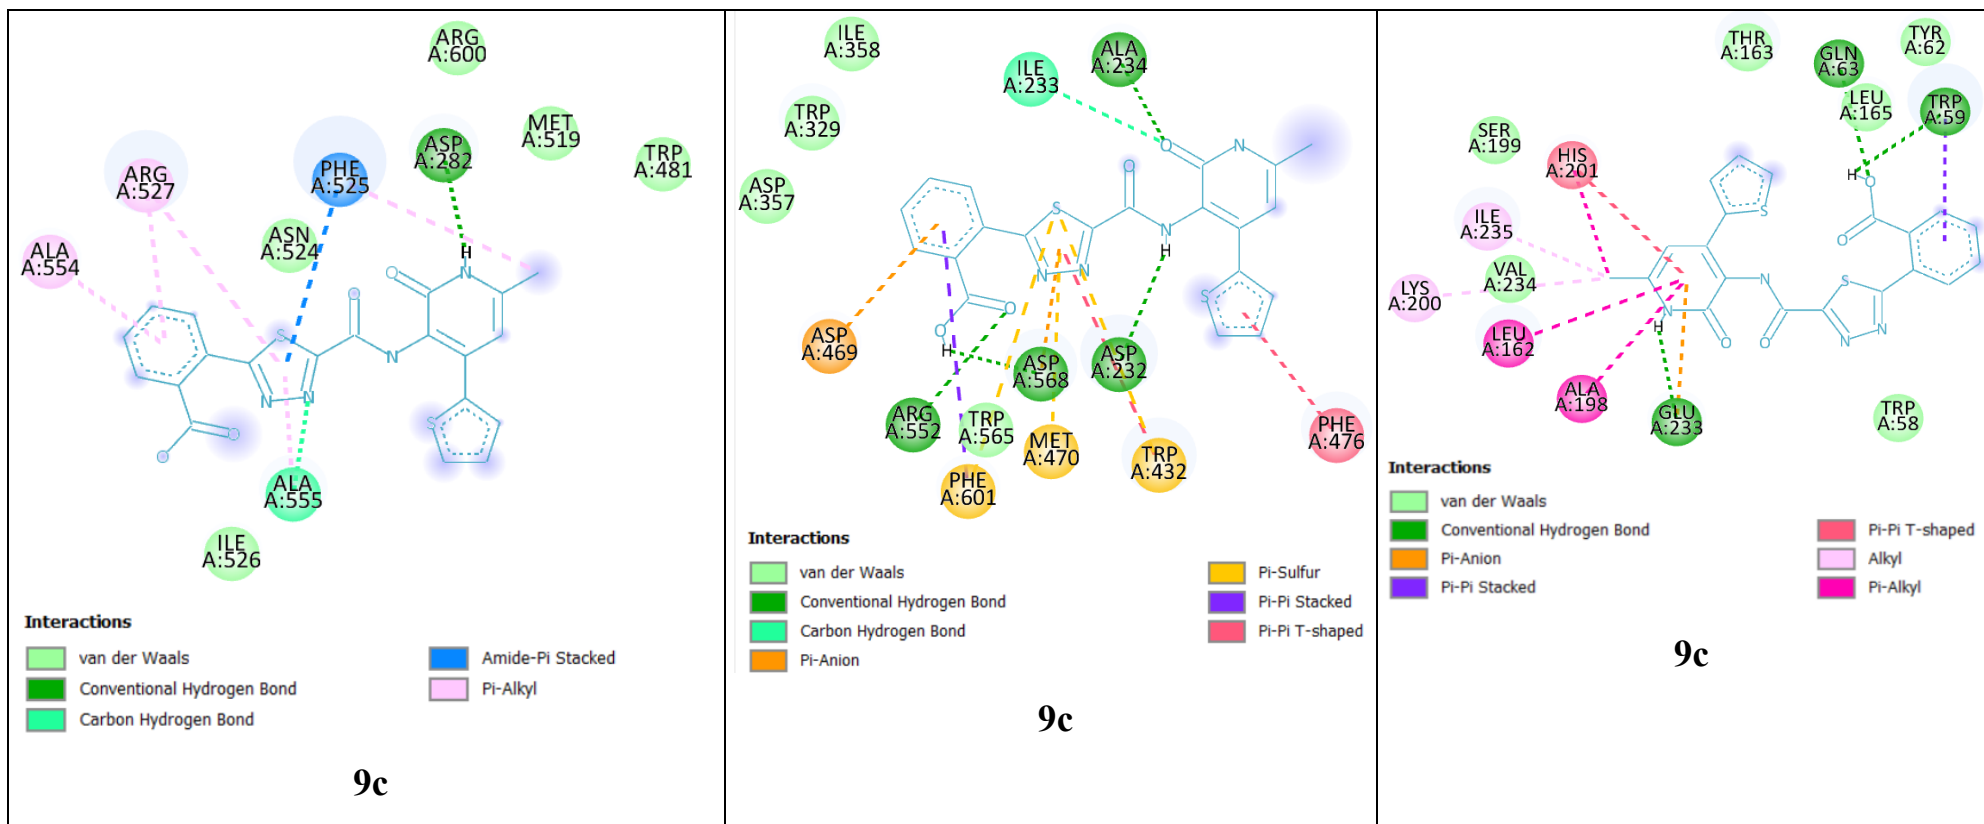 ARG
A:600
MET
A:519
TRP
A:481
ASP
A:282
PHE
A:525
ARG
A:527
ASN
A:524
ALA
A:554
H
O
N
O
S
N
N
N
S
O
O
ALA
A:555
ILE
A:526
Interactions
van der Waals
Conventional Hydrogen Bond
Carbon Hydrogen Bond
Amide-Pi Stacked
Pi-Alkyl
9c
ILE
A:358
ALA
A:234
ILE
A:233
TRP
A:329
ASP
A:357
O
N
O
S
N
H
N
N
S
O
O
H
ASP
A:469
ASP
A:568
ASP
A:232
ARG
A:552
TRP
A:565
MET
A:470
TRP
A:432
PHE
A:476
PHE
A:601
Interactions
van der Waals
Conventional Hydrogen Bond
Carbon Hydrogen Bond
Pi-Anion
Pi-Sulfur
Pi-Pi Stacked
Pi-Pi T-shaped
9c
THR
A:163
GLN
A:63
TYR
A:62
LEU
A:165
TRP
A:59
SER
A:199
HIS
A:201
ILE
A:235
VAL
A:234
LYS
A:200
LEU
A:162
ALA
A:198
GLU
A:233
TRP
A:58
H
O
S
O
N
S
N
H
O
O
N
N
Interactions
van der Waals
Conventional Hydrogen Bond
Pi-Anion
Pi-Pi Stacked
Pi-Pi T-shaped
Alkyl
Pi-Alkyl
9c